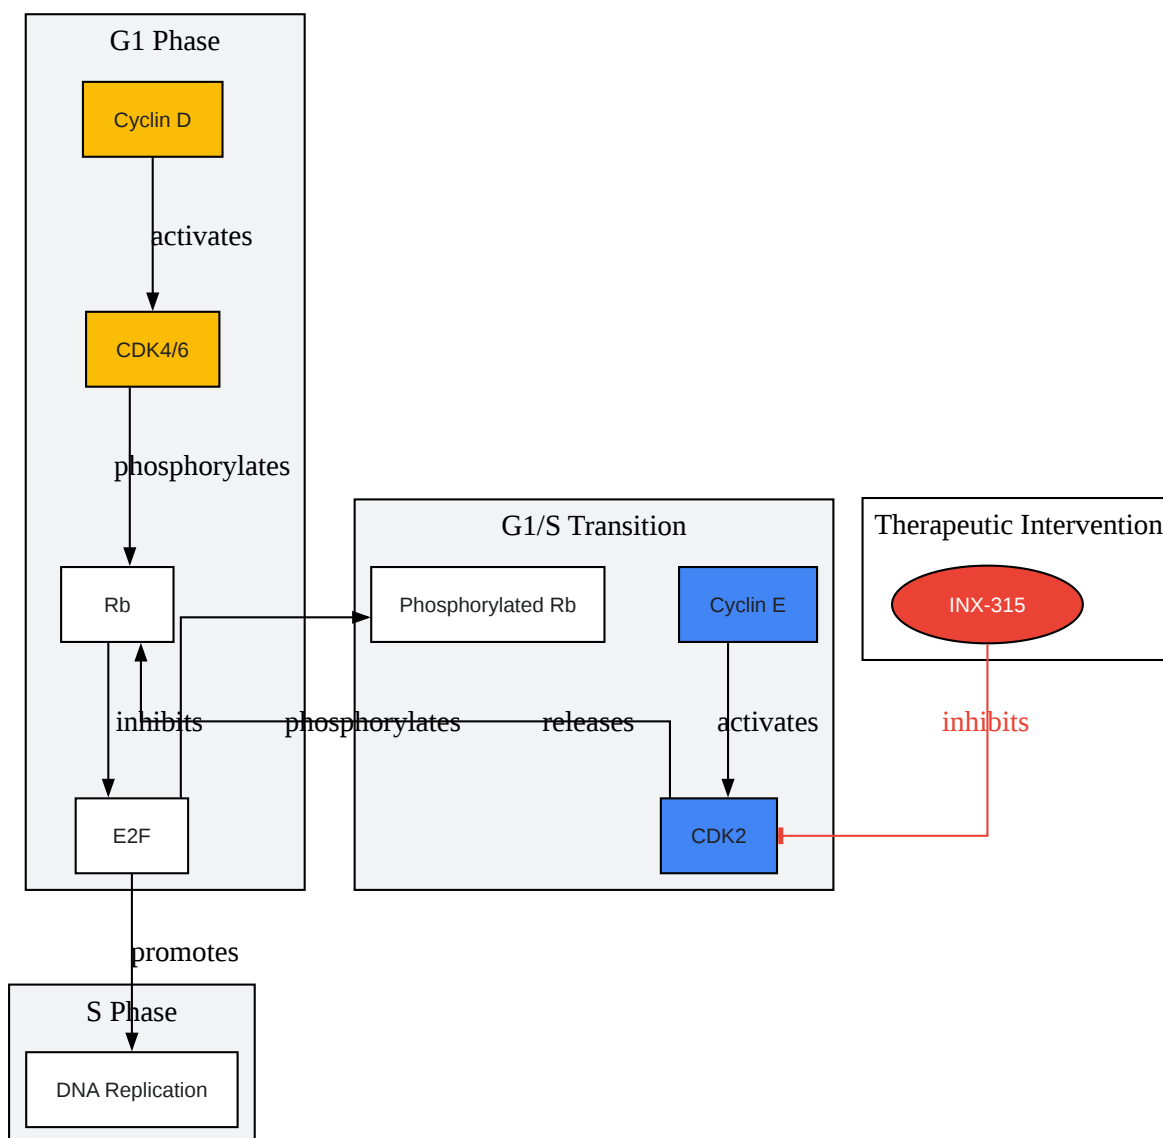 G1 Phase
Cyclin D
activates
CDK4/6
phosphorylates
Rb
inhibits
E2F
promotes
G1/S Transition
Phosphorylated Rb
Cyclin E
phosphorylates
releases
activates
CDK2
Therapeutic Intervention
INX-315
inhibits
S Phase
DNA Replication